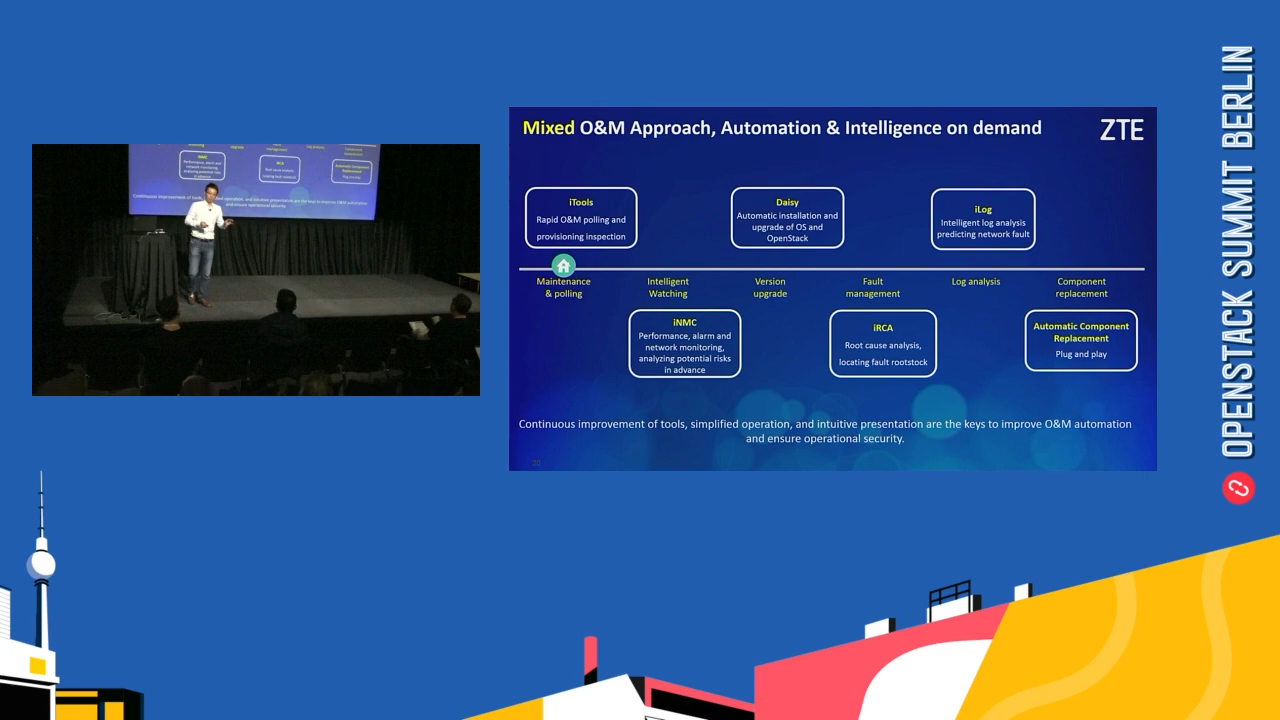 Mixed O&M Approach, Automation & Intelligence on demand
ZTE
iTools
Rapid O&M polling and
provisioning inspection
Daisy
Automatic installation and
upgrade of OS and
OpenStack
iLog
Intelligent log analysis
predicting network fault
Maintenance
& polling
Intelligent
Watching
Version
upgrade
Fault
management
Log analysis
Component
replacement
iNMC
Performance, alarm and
network monitoring,
analyzing potential risks
in advance
iRCA
Root cause analysis,
locating fault rootstock
Automatic Component
Replacement
Plug and play
Continuous improvement of tools, simplified operation, and intuitive presentation are the keys to improve O&M automation
and ensure operational security.
OPENSTACK SUMMIT BERLIN